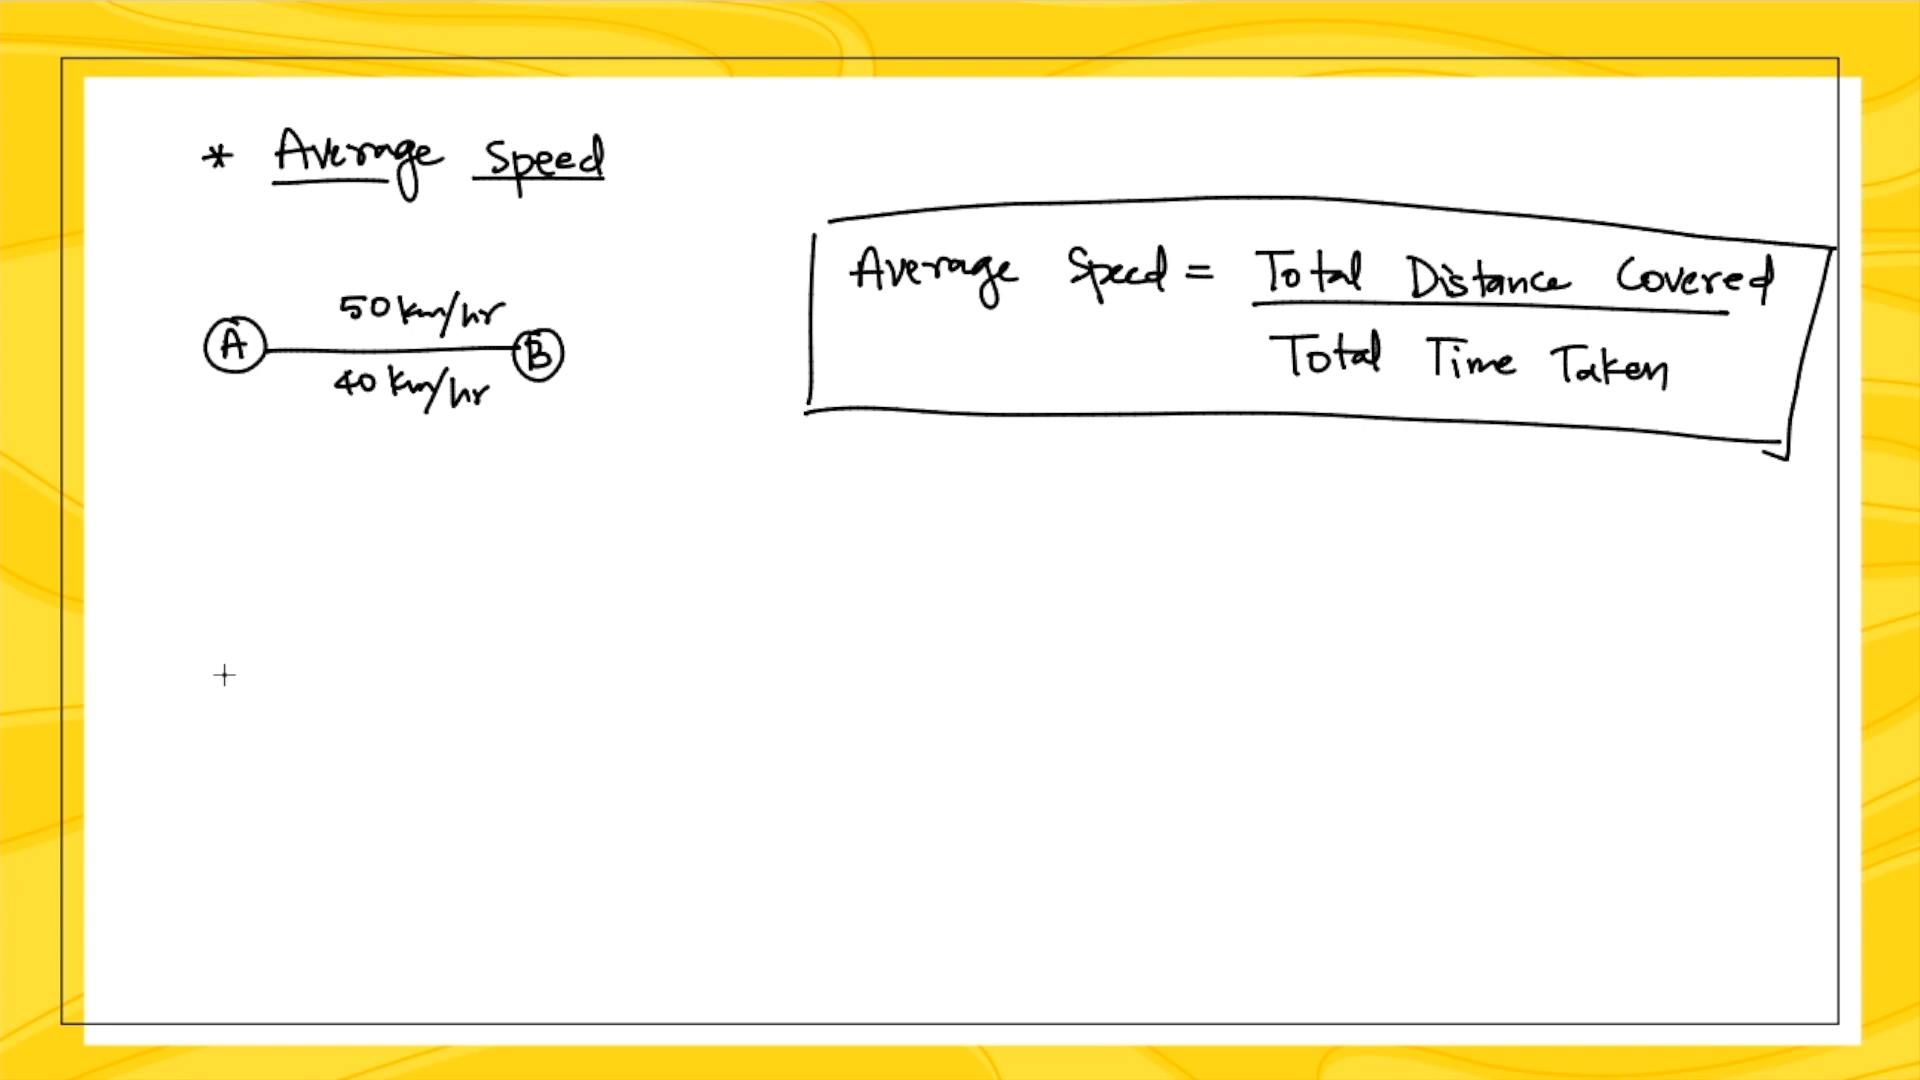 * Average Speed
Average Speed = Total Distance Covered
Total Time Taken
50 km/hr
A B
40 km/hr